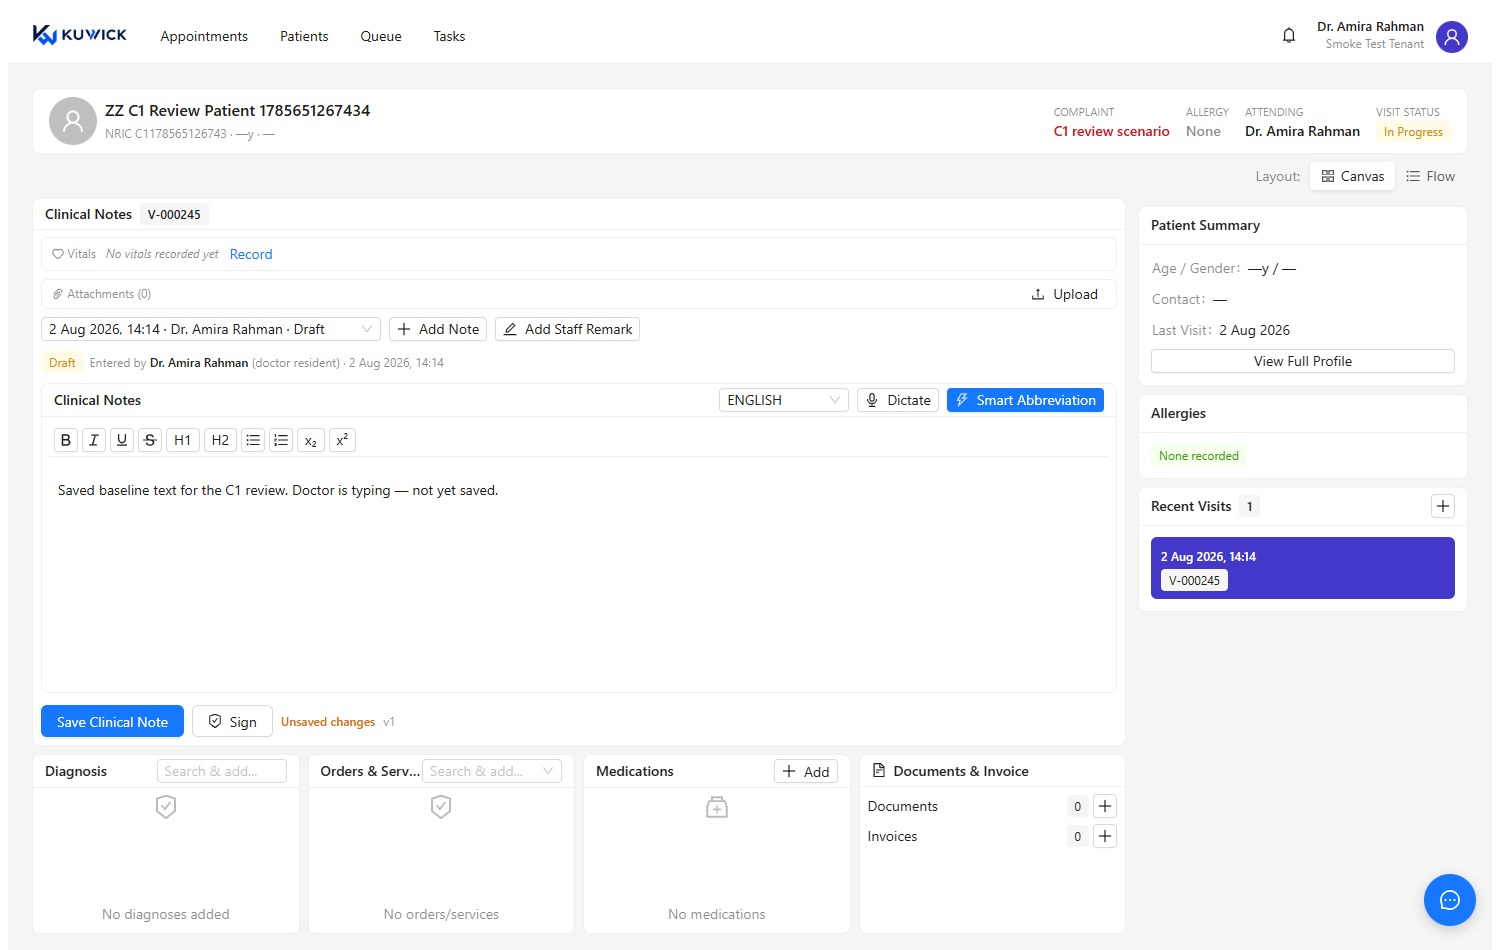 KUWICK
Appointments
Patients
Queue
Tasks
Dr. Amira Rahman
Smoke Test Tenant
ZZ C1 Review Patient 1785651267434
NRIC C1178565126743 · —y · —
COMPLAINT
C1 review scenario
ALLERGY
None
ATTENDING
Dr. Amira Rahman
VISIT STATUS
In Progress
Layout:
Canvas
Flow
Clinical Notes
V-000245
Vitals
No vitals recorded yet
Record
Attachments (0)
Upload
2 Aug 2026, 14:14 · Dr. Amira Rahman · Draft
Add Note
Add Staff Remark
Draft
Entered by Dr. Amira Rahman (doctor resident) · 2 Aug 2026, 14:14
Clinical Notes
ENGLISH
Dictate
Smart Abbreviation
B
I
U
S
H1
H2
x₂
x²
Saved baseline text for the C1 review. Doctor is typing — not yet saved.
Save Clinical Note
Sign
Unsaved changes
v1
Diagnosis
Search & add...
No diagnoses added
Orders & Serv...
Search & add...
No orders/services
Medications
Add
No medications
Documents & Invoice
Documents
0
Invoices
0
Patient Summary
Age / Gender: —y / —
Contact: —
Last Visit: 2 Aug 2026
View Full Profile
Allergies
None recorded
Recent Visits
1
2 Aug 2026, 14:14
V-000245